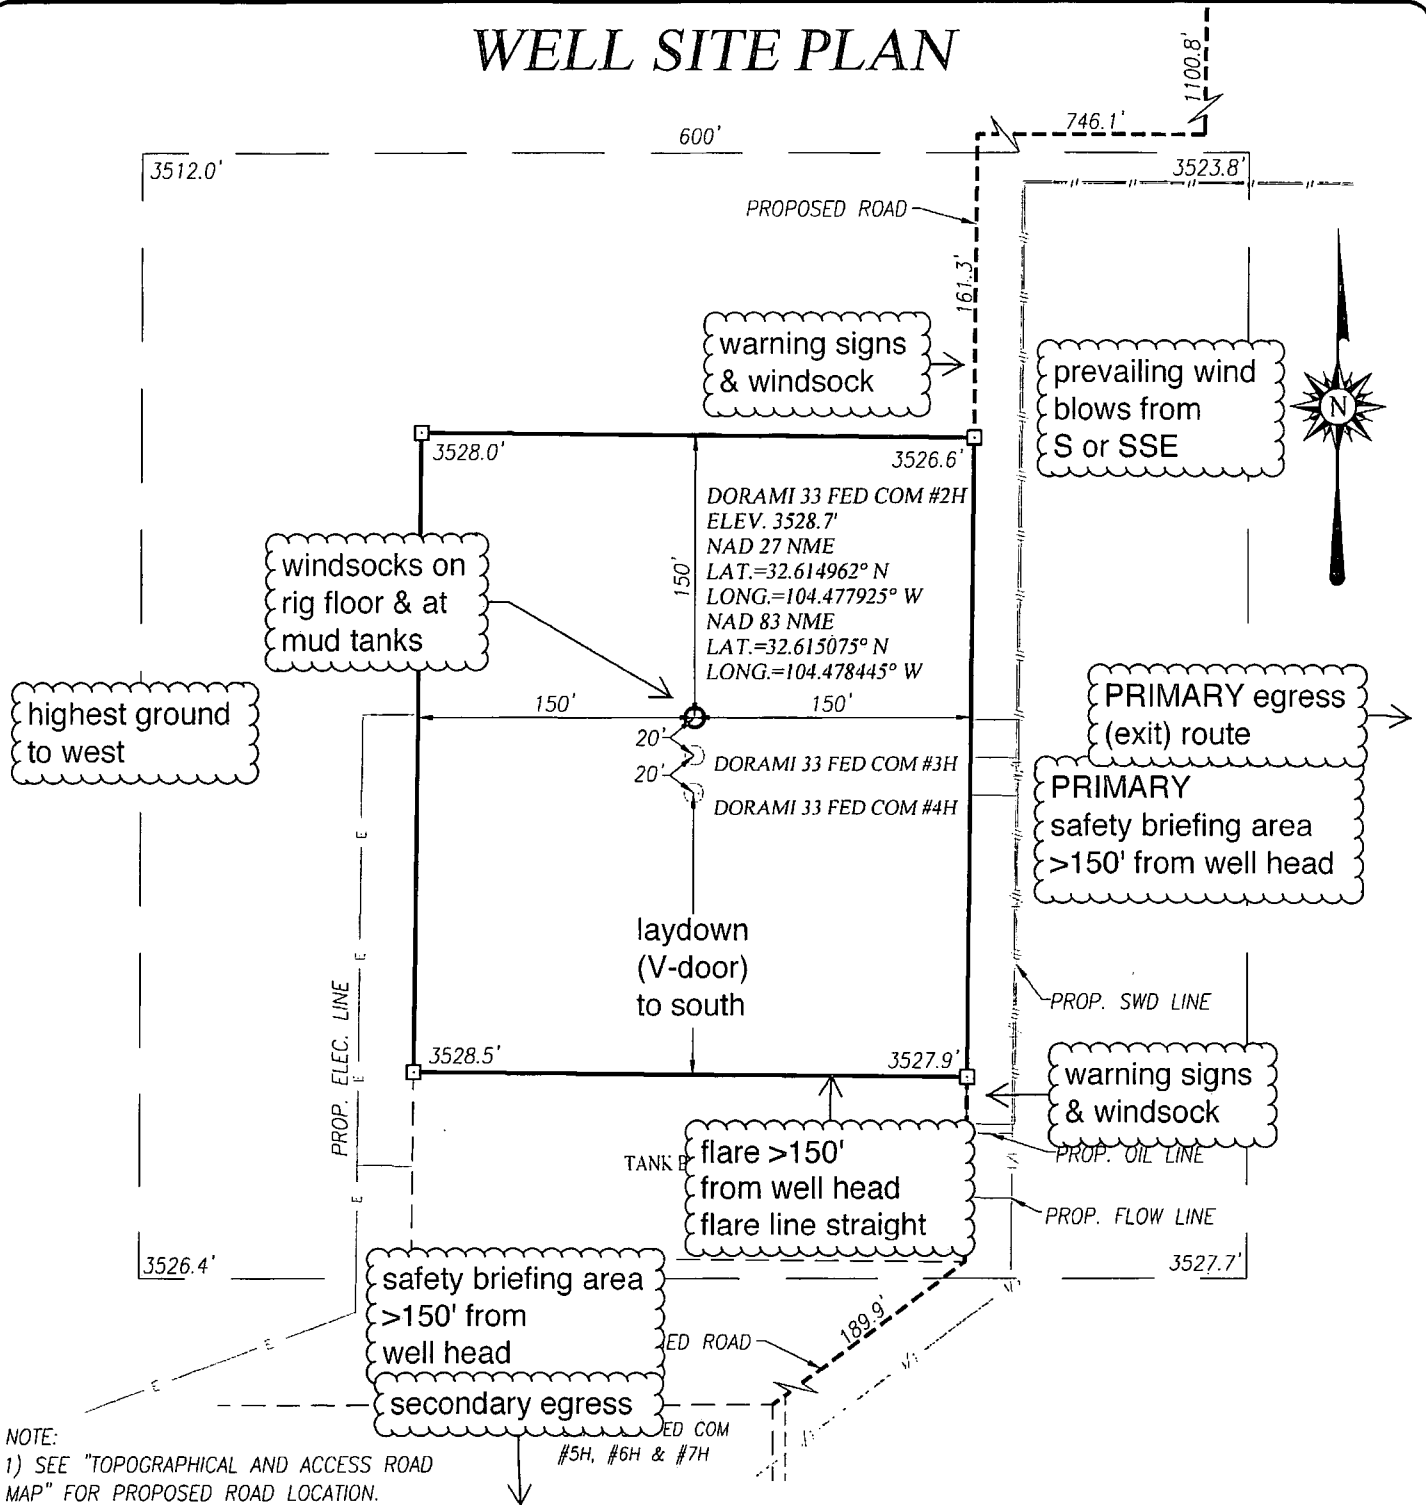 WELL SITE PLAN
1100.8'
746.1'
600'
3512.0'
3523.8'
PROPOSED ROAD
161.3'
warning signs
& windsock
prevailing wind
blows from
S or SSE
N
3528.0'
3526.6'
DORAMI 33 FED COM #2H
ELEV. 3528.7'
NAD 27 NME
LAT.=32.614962° N
LONG.=104.477925° W
NAD 83 NME
LAT.=32.615075° N
LONG.=104.478445° W
150'
windsocks on
rig floor & at
mud tanks
highest ground
to west
150'
150'
20'
DORAMI 33 FED COM #3H
20'
DORAMI 33 FED COM #4H
PRIMARY egress
(exit) route
PRIMARY
safety briefing area
>150' from well head
laydown
(V-door)
to south
E
E
E
E
E
E
PROP. ELEC. LINE
PROP. SWD LINE
3528.5'
3527.9'
warning signs
& windsock
TANK
flare >150'
from well head
flare line straight
PROP. OIL LINE
PROP. FLOW LINE
3526.4'
3527.7'
safety briefing area
>150' from
well head
ED ROAD
189.9'
secondary egress
ED COM
#5H, #6H & #7H
NOTE:
1) SEE "TOPOGRAPHICAL AND ACCESS ROAD
MAP" FOR PROPOSED ROAD LOCATION.